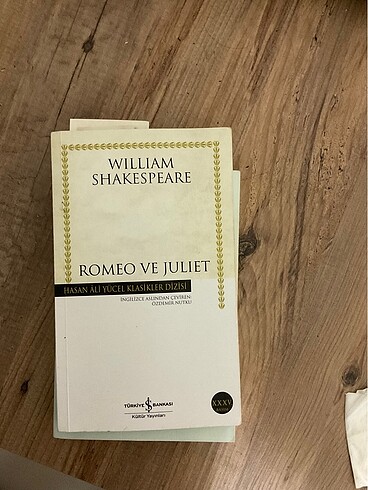 WILLIAM
SHAKESPEARE
ROMEO VE JULIET
HASAN ÂLİ YÜCEL KLASİKLER DİZİSİ
İNGİLİZCE ASLINDAN ÇEVİREN:
ÖZDEMİR NUTKU
TÜRKİYE İŞ BANKASI
Kültür Yayınları
XXXV